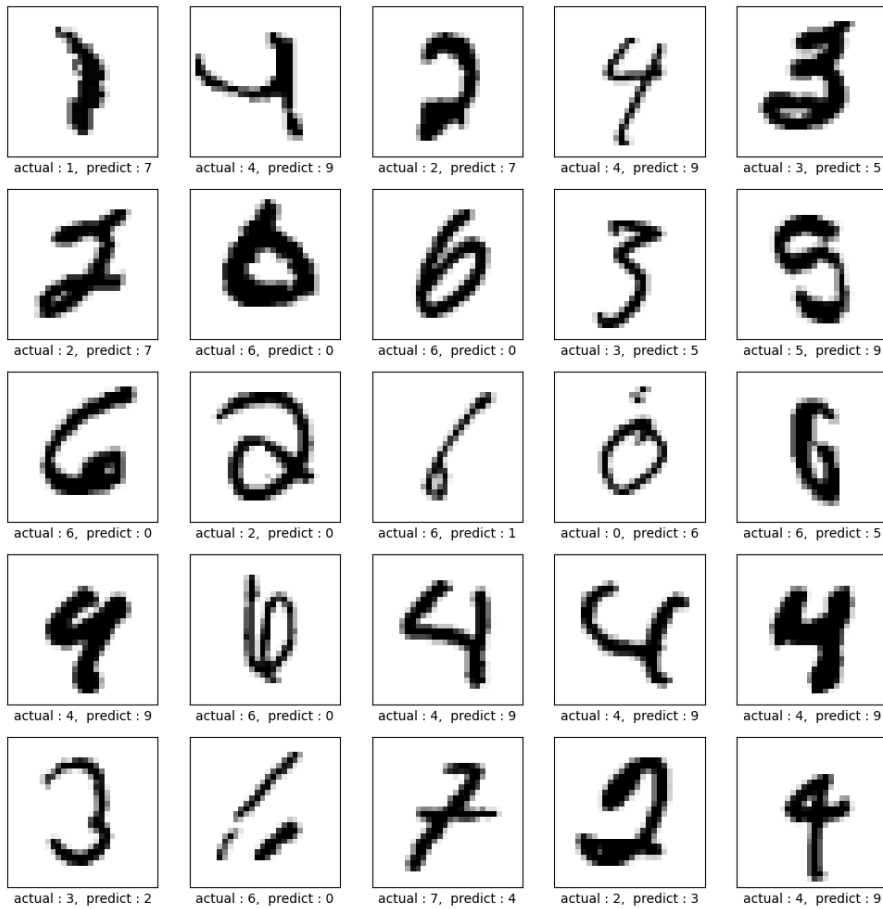 actual : 1,  predict : 7
actual : 4,  predict : 9
actual : 2,  predict : 7
actual : 4,  predict : 9
actual : 3,  predict : 5
actual : 2,  predict : 7
actual : 6,  predict : 0
actual : 6,  predict : 0
actual : 3,  predict : 5
actual : 5,  predict : 9
actual : 6,  predict : 0
actual : 2,  predict : 0
actual : 6,  predict : 1
actual : 0,  predict : 6
actual : 6,  predict : 5
actual : 4,  predict : 9
actual : 6,  predict : 0
actual : 4,  predict : 9
actual : 4,  predict : 9
actual : 4,  predict : 9
actual : 3,  predict : 2
actual : 6,  predict : 0
actual : 7,  predict : 4
actual : 2,  predict : 3
actual : 4,  predict : 9